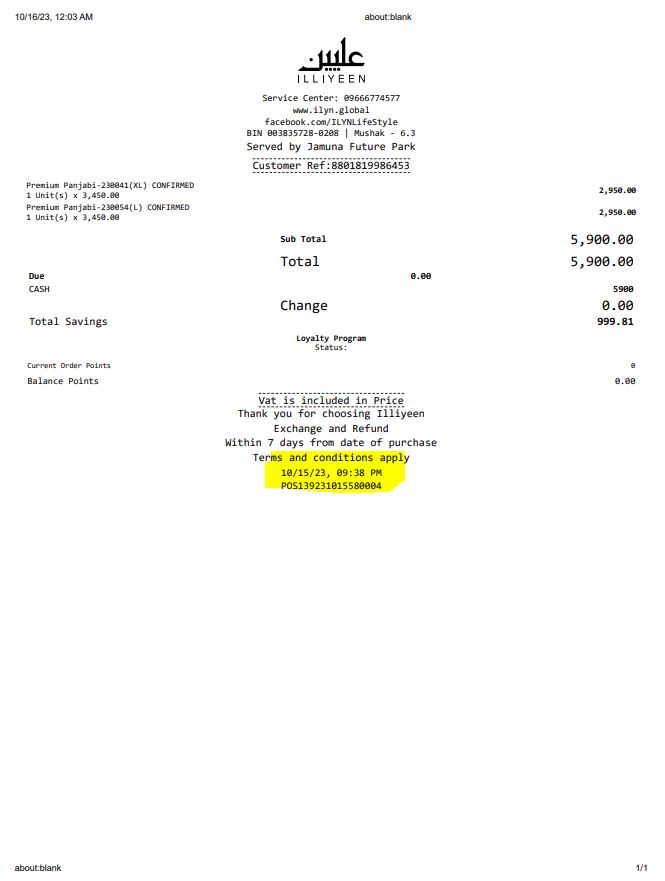 10/16/23, 12:03 AM about:blank
عليين
ILLIYEEN
Service Center: 09666774577
www.ilyn.global
facebook.com/ILYNLifeStyle
BIN 003835728-0208 | Mushak - 6.3
Served by Jamuna Future Park
Customer Ref:8801819986453
Premium Panjabi-230041(XL) CONFIRMED
1 Unit(s) x 3,450.00 2,950.00
Premium Panjabi-230054(L) CONFIRMED
1 Unit(s) x 3,450.00 2,950.00
Sub Total 5,900.00
Total 5,900.00
Due 0.00
CASH 5900
Change 0.00
Total Savings 999.81
Loyalty Program
Status:
Current Order Points 0
Balance Points 0.00
Vat is included in Price
Thank you for choosing Illiyeen
Exchange and Refund
Within 7 days from date of purchase
Terms and conditions apply
10/15/23, 09:38 PM
POS139231015580004
about:blank 1/1